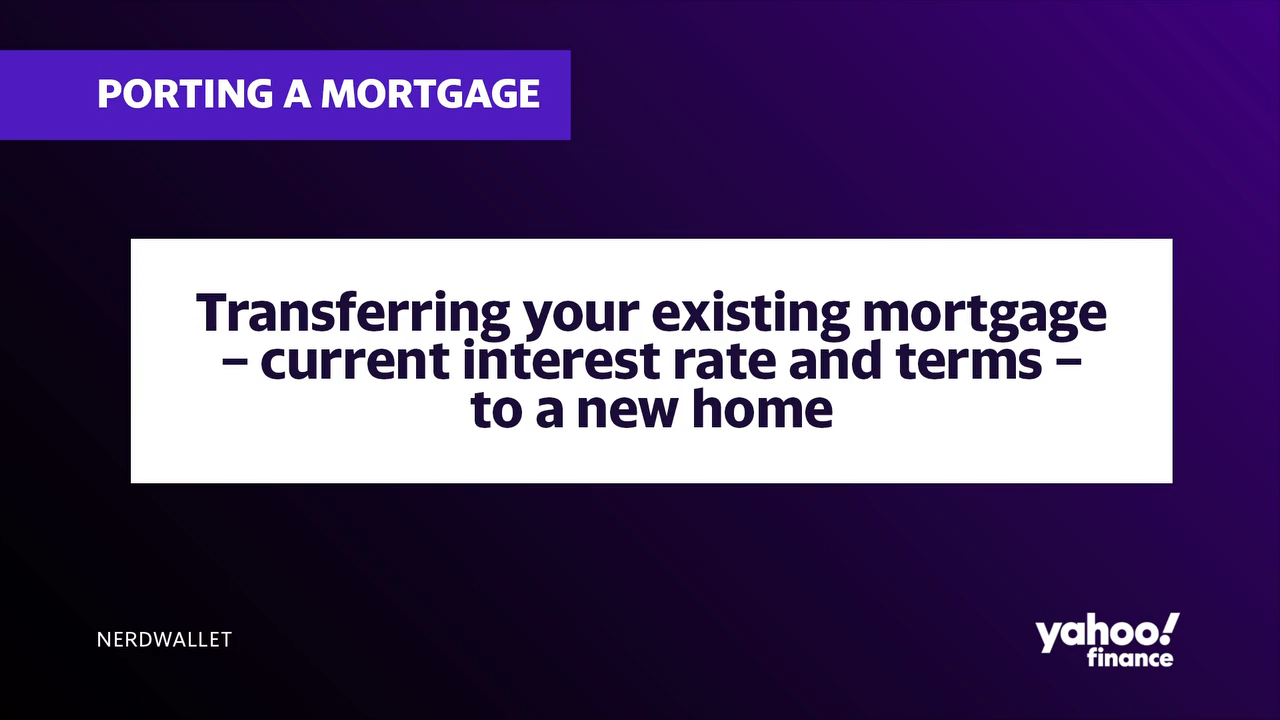 PORTING A MORTGAGE
Transferring your existing mortgage
– current interest rate and terms –
to a new home
NERDWALLET
yahoo!
finance